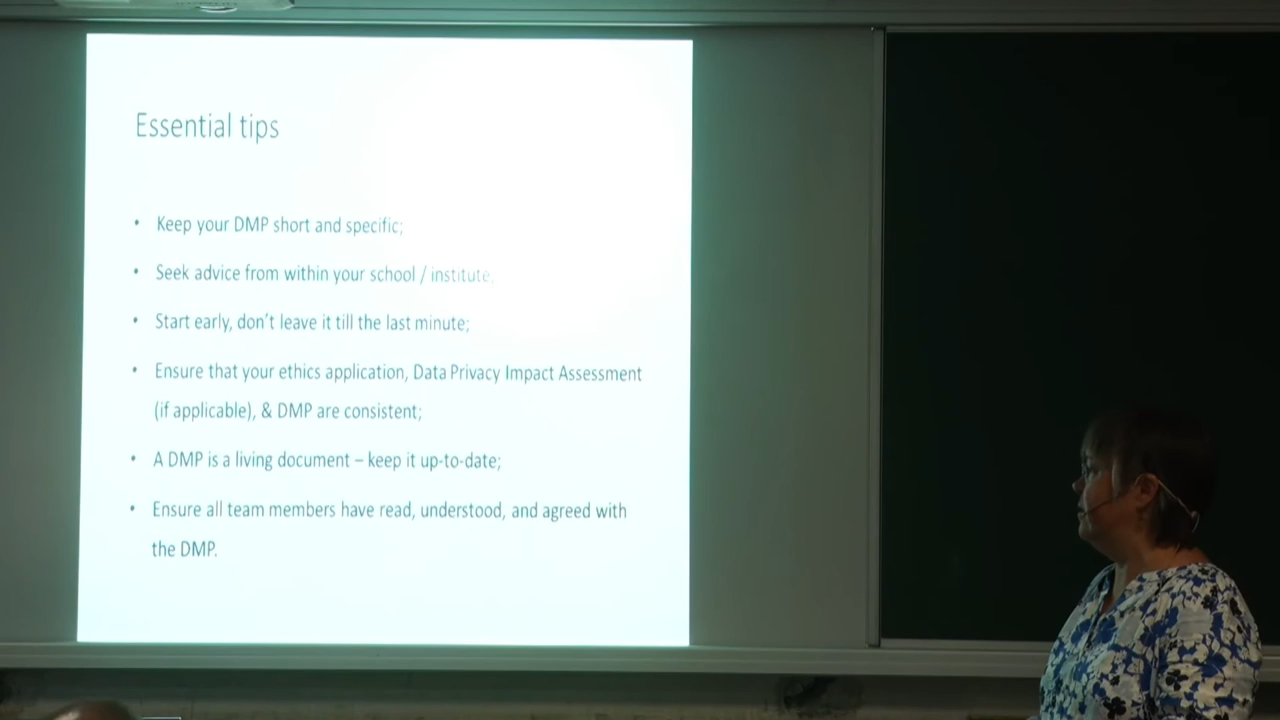 Essential tips
• Keep your DMP short and specific;
• Seek advice from within your school / institute;
• Start early, don't leave it till the last minute;
• Ensure that your ethics application, Data Privacy Impact Assessment
(if applicable), & DMP are consistent;
• A DMP is a living document – keep it up-to-date;
• Ensure all team members have read, understood, and agreed with
the DMP.